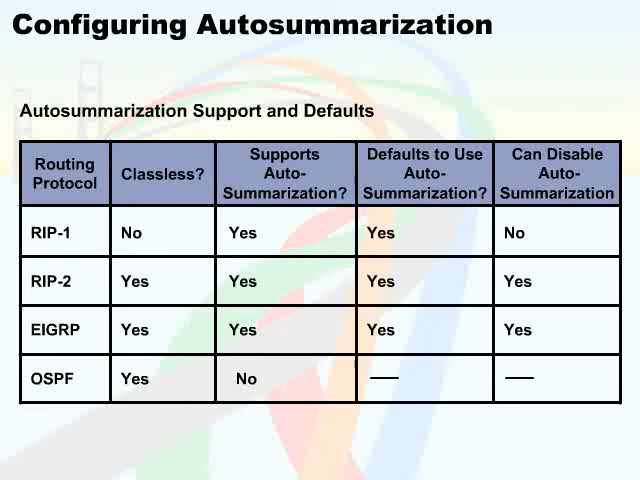 Configuring Autosummarization
Autosummarization Support and Defaults
Routing Protocol
Classless?
Supports Auto-Summarization?
Defaults to Use Auto-Summarization?
Can Disable Auto-Summarization
RIP-1 No Yes Yes No
RIP-2 Yes Yes Yes Yes
EIGRP Yes Yes Yes Yes
OSPF Yes No — —